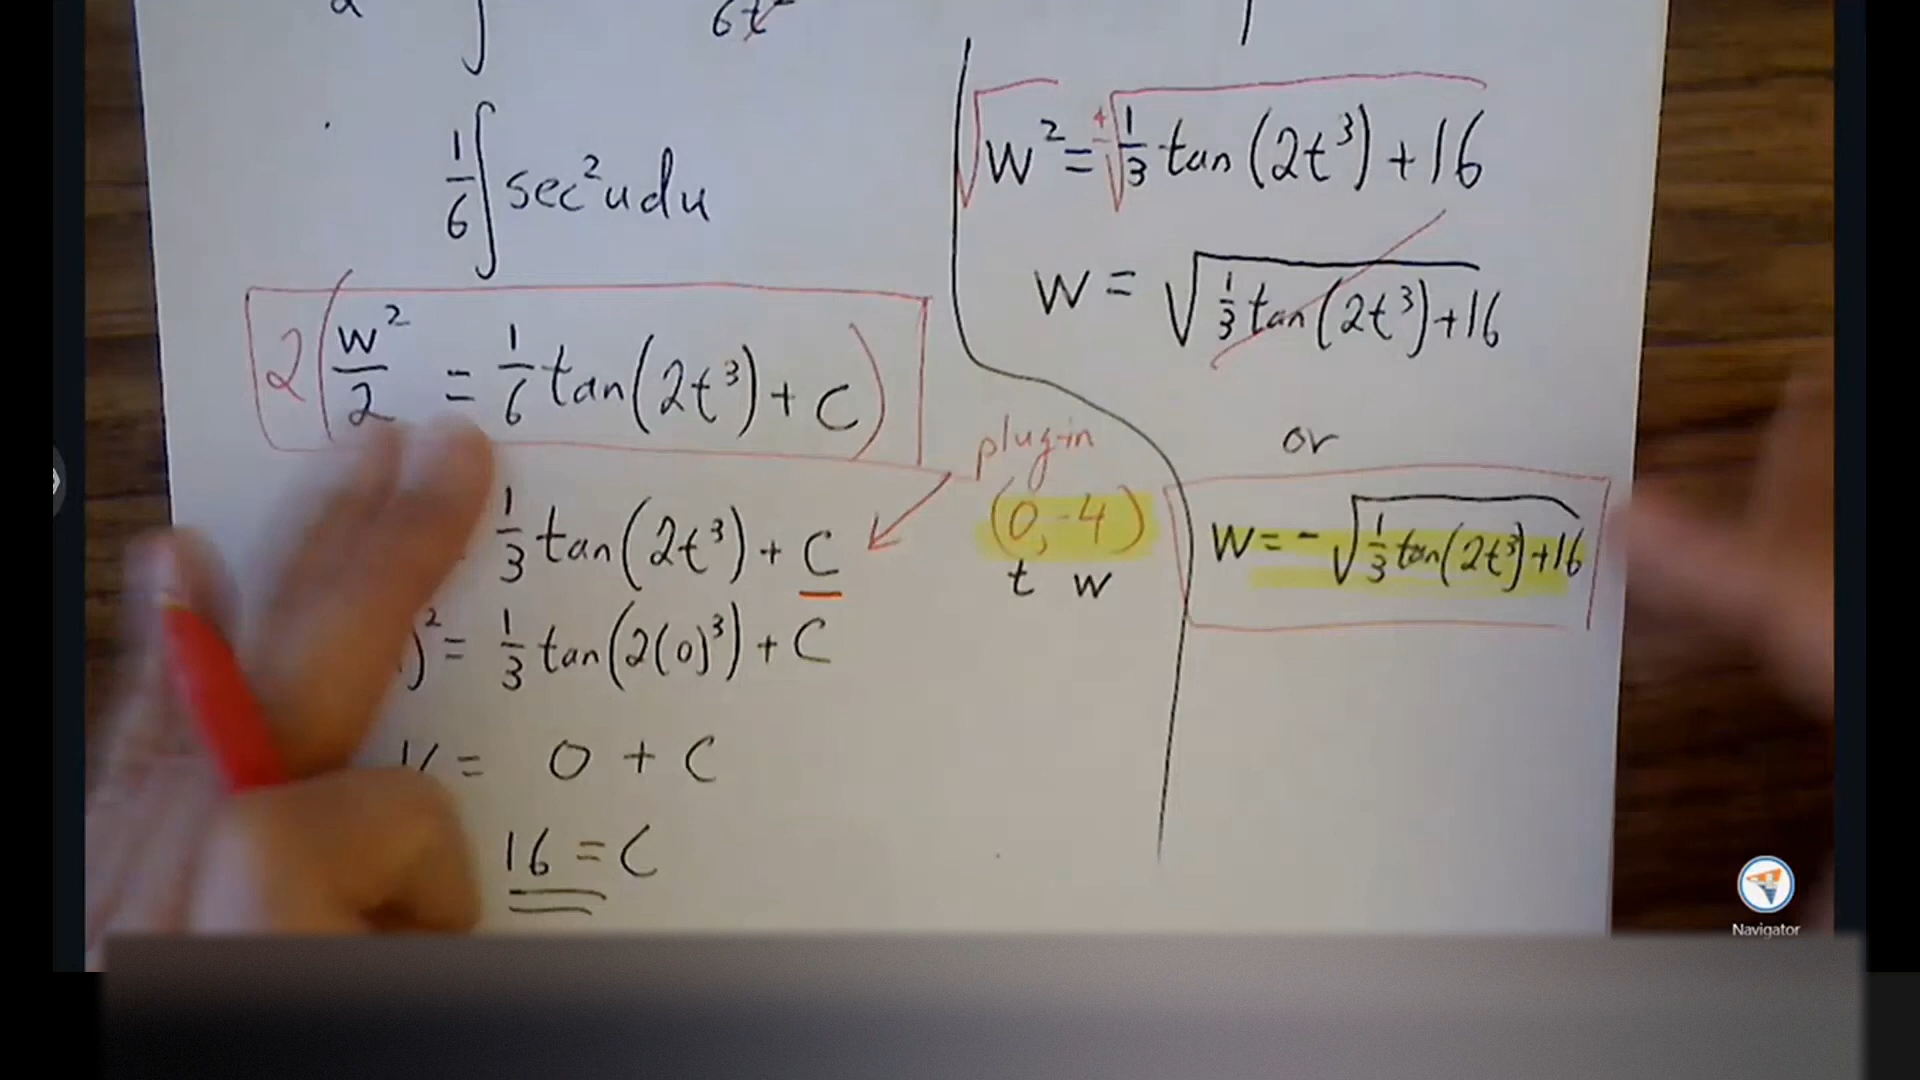 2
∫
6t²
1/6 ∫ sec²u du
2(w²/2 = 1/6 tan(2t³) + C)
1/3 tan(2t³) + C
)² = 1/3 tan(2(0)³) + C
= 0 + C
16 = C
plug in
(0, -4)
t w
√w² = ±√1/3 tan(2t³) + 16
w = √1/3 tan(2t³) + 16
or
w = -√1/3 tan(2t³) + 16
Navigator